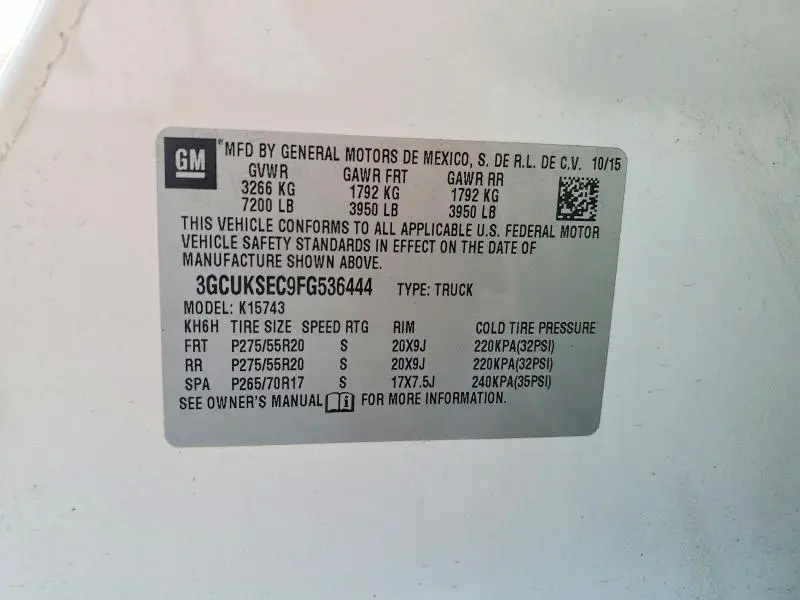 GM
*MFD BY GENERAL MOTORS DE MEXICO, S. DE R.L. DE C.V. 10/15
GVWR GAWR FRT GAWR RR
3266 KG 1792 KG 1792 KG
7200 LB 3950 LB 3950 LB
THIS VEHICLE CONFORMS TO ALL APPLICABLE U.S. FEDERAL MOTOR
VEHICLE SAFETY STANDARDS IN EFFECT ON THE DATE OF
MANUFACTURE SHOWN ABOVE.
3GCUKSEC9FG536444 TYPE: TRUCK
MODEL: K15743
KH6H TIRE SIZE SPEED RTG RIM COLD TIRE PRESSURE
FRT P275/55R20 S 20X9J 220KPA(32PSI)
RR P275/55R20 S 20X9J 220KPA(32PSI)
SPA P265/70R17 S 17X7.5J 240KPA(35PSI)
SEE OWNER'S MANUAL i FOR MORE INFORMATION.